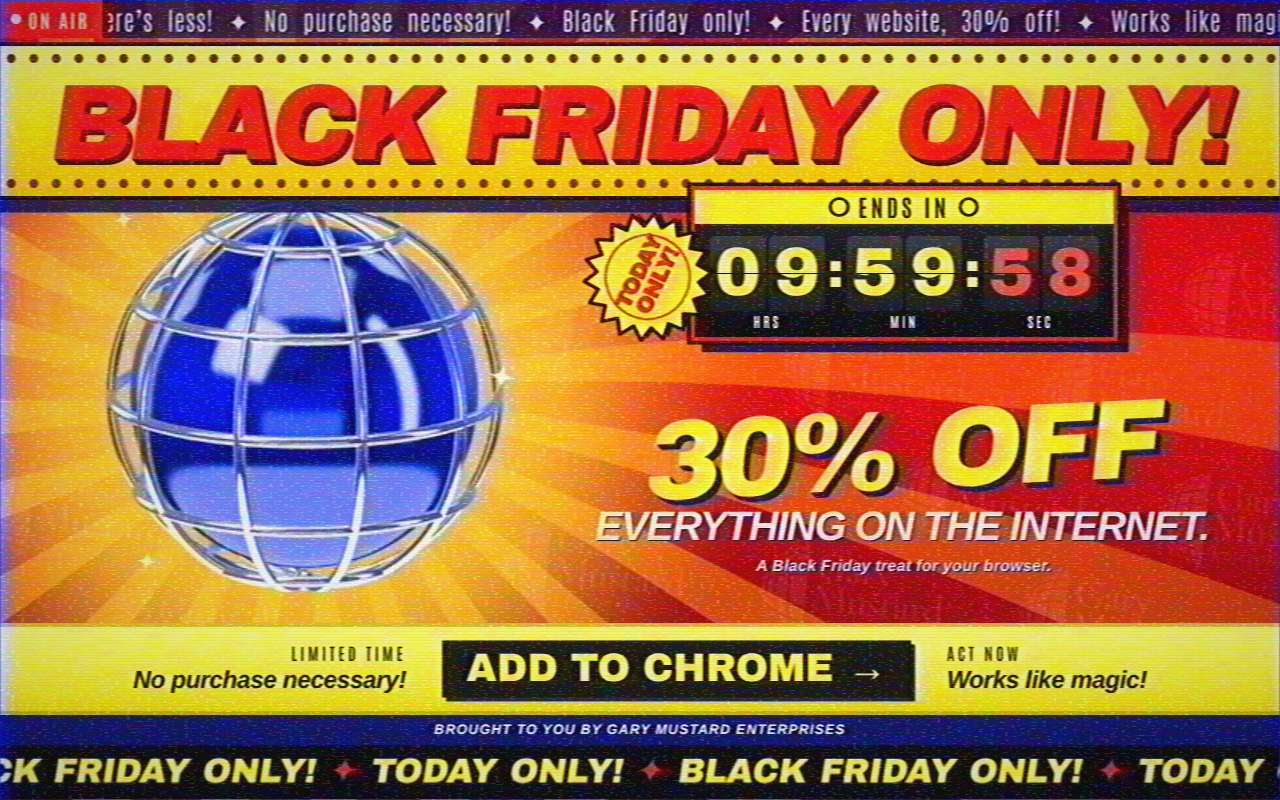 ON AIR
ere's less! ✦ No purchase necessary! ✦ Black Friday only! ✦ Every website, 30% off! ✦ Works like magi
BLACK FRIDAY ONLY!
ENDS IN
TODAY
ONLY!
09:59:58
HRS MIN SEC
30% OFF
EVERYTHING ON THE INTERNET.
A Black Friday treat for your browser.
LIMITED TIME
No purchase necessary!
ADD TO CHROME →
ACT NOW
Works like magic!
BROUGHT TO YOU BY GARY MUSTARD ENTERPRISES
CK FRIDAY ONLY! ✦ TODAY ONLY! ✦ BLACK FRIDAY ONLY! ✦ TODAY